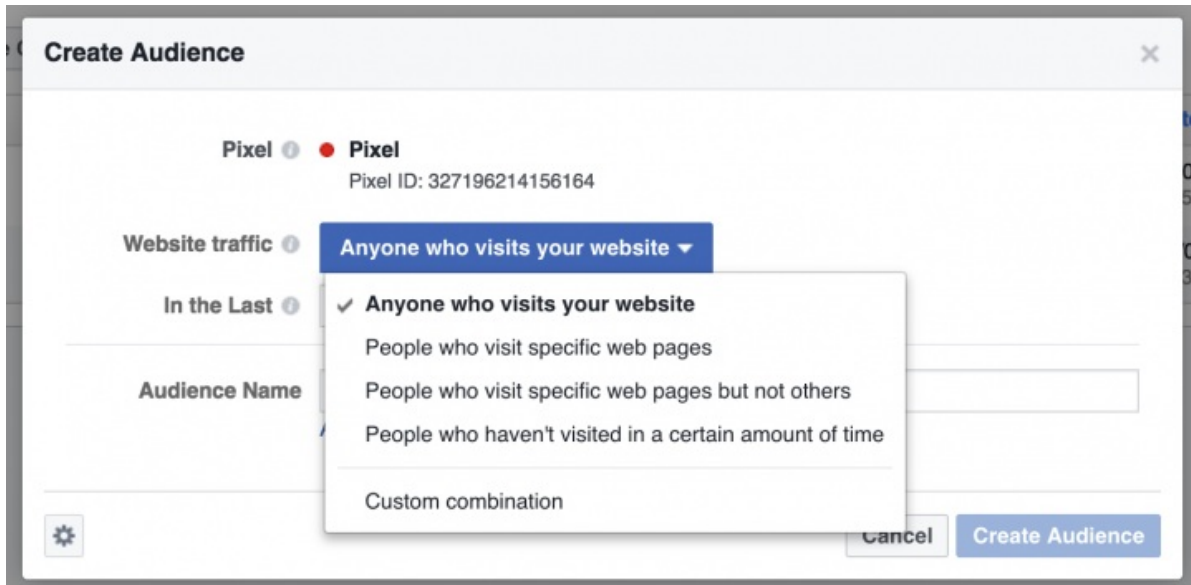 Create Audience
Pixel
Pixel
Pixel ID: 327196214156164
Website traffic
Anyone who visits your website
In the Last
Anyone who visits your website
People who visit specific web pages
People who visit specific web pages but not others
Audience Name
People who haven't visited in a certain amount of time
Custom combination
Cancel
Create Audience